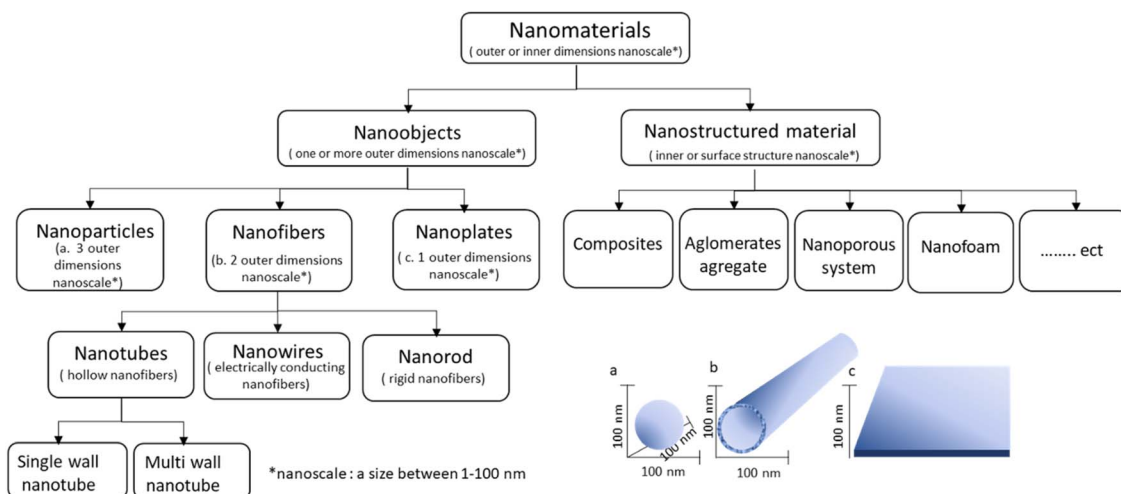 Nanomaterials
( outer or inner dimensions nanoscale*)
Nanoobjects
( one or more outer dimensions nanoscale*)
Nanostructured material
( inner or surface structure nanoscale*)
Nanoparticles
(a. 3 outer
dimensions
nanoscale*)
Nanofibers
(b. 2 outer dimensions
nanoscale*)
Nanoplates
( c. 1 outer dimensions
nanoscale*)
Composites
Aglomerates
agregate
Nanoporous
system
Nanofoam
…….. ect
Nanotubes
( hollow nanofibers)
Nanowires
( electrically conducting
nanofibers)
Nanorod
( rigid nanofibers)
Single wall
nanotube
Multi wall
nanotube
*nanoscale : a size between 1-100 nm
a
100 nm
100 nm
100 nm
b
100 nm
100 nm
c
100 nm